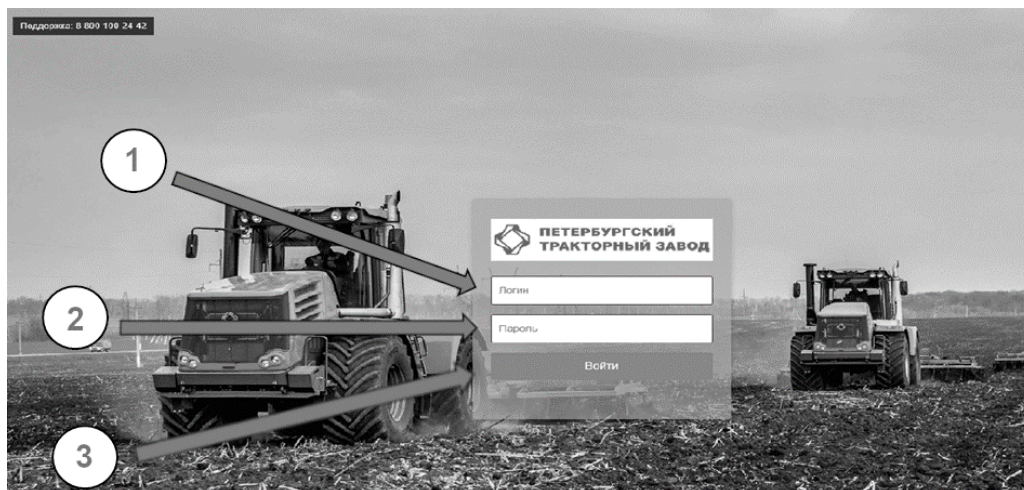 Поддержка: 8 800 100 24 42
1
ПЕТЕРБУРГСКИЙ
ТРАКТОРНЫЙ ЗАВОД
Логин
2
Пароль
Войти
3